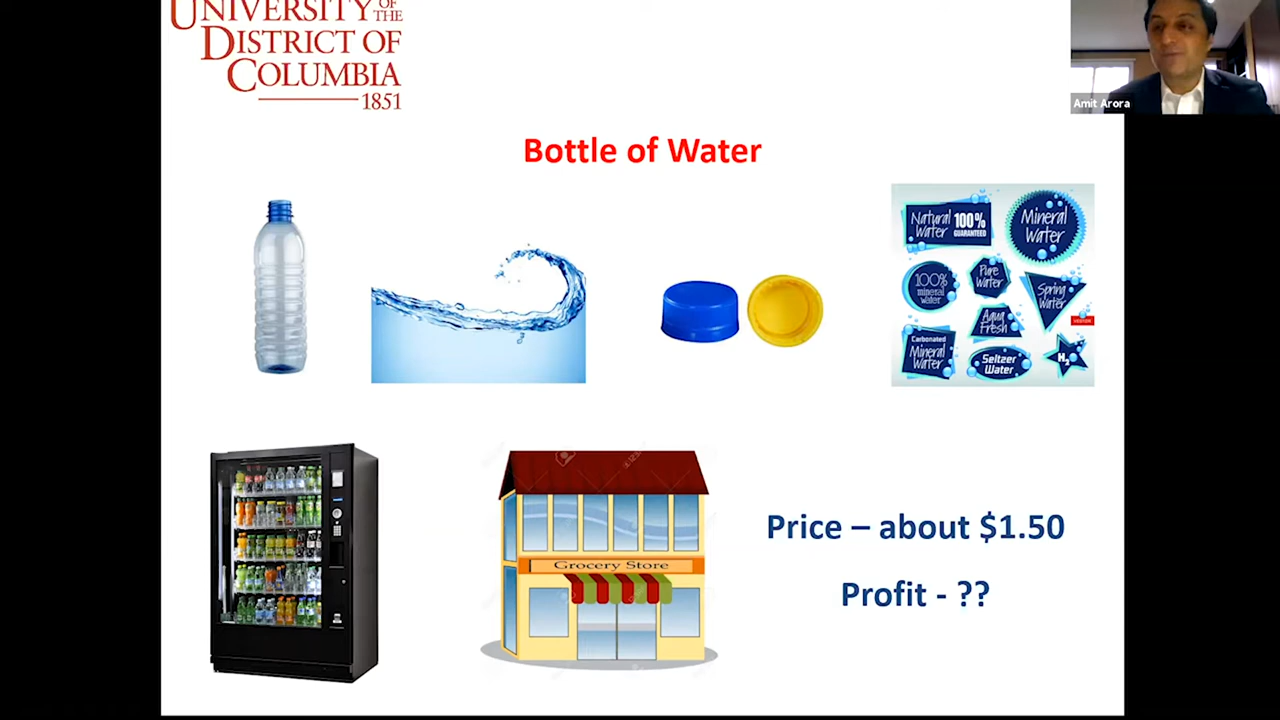 UNIVERSITY OF THE
DISTRICT OF
COLUMBIA
1851
Amit Arora
Bottle of Water
Natural Water 100% GUARANTEED
Mineral Water
100% mineral water
Pure Water
Spring Water
Aqua Fresh
Carbonated Mineral Water
Seltzer Water
H2
Grocery Store
Price – about $1.50
Profit - ??